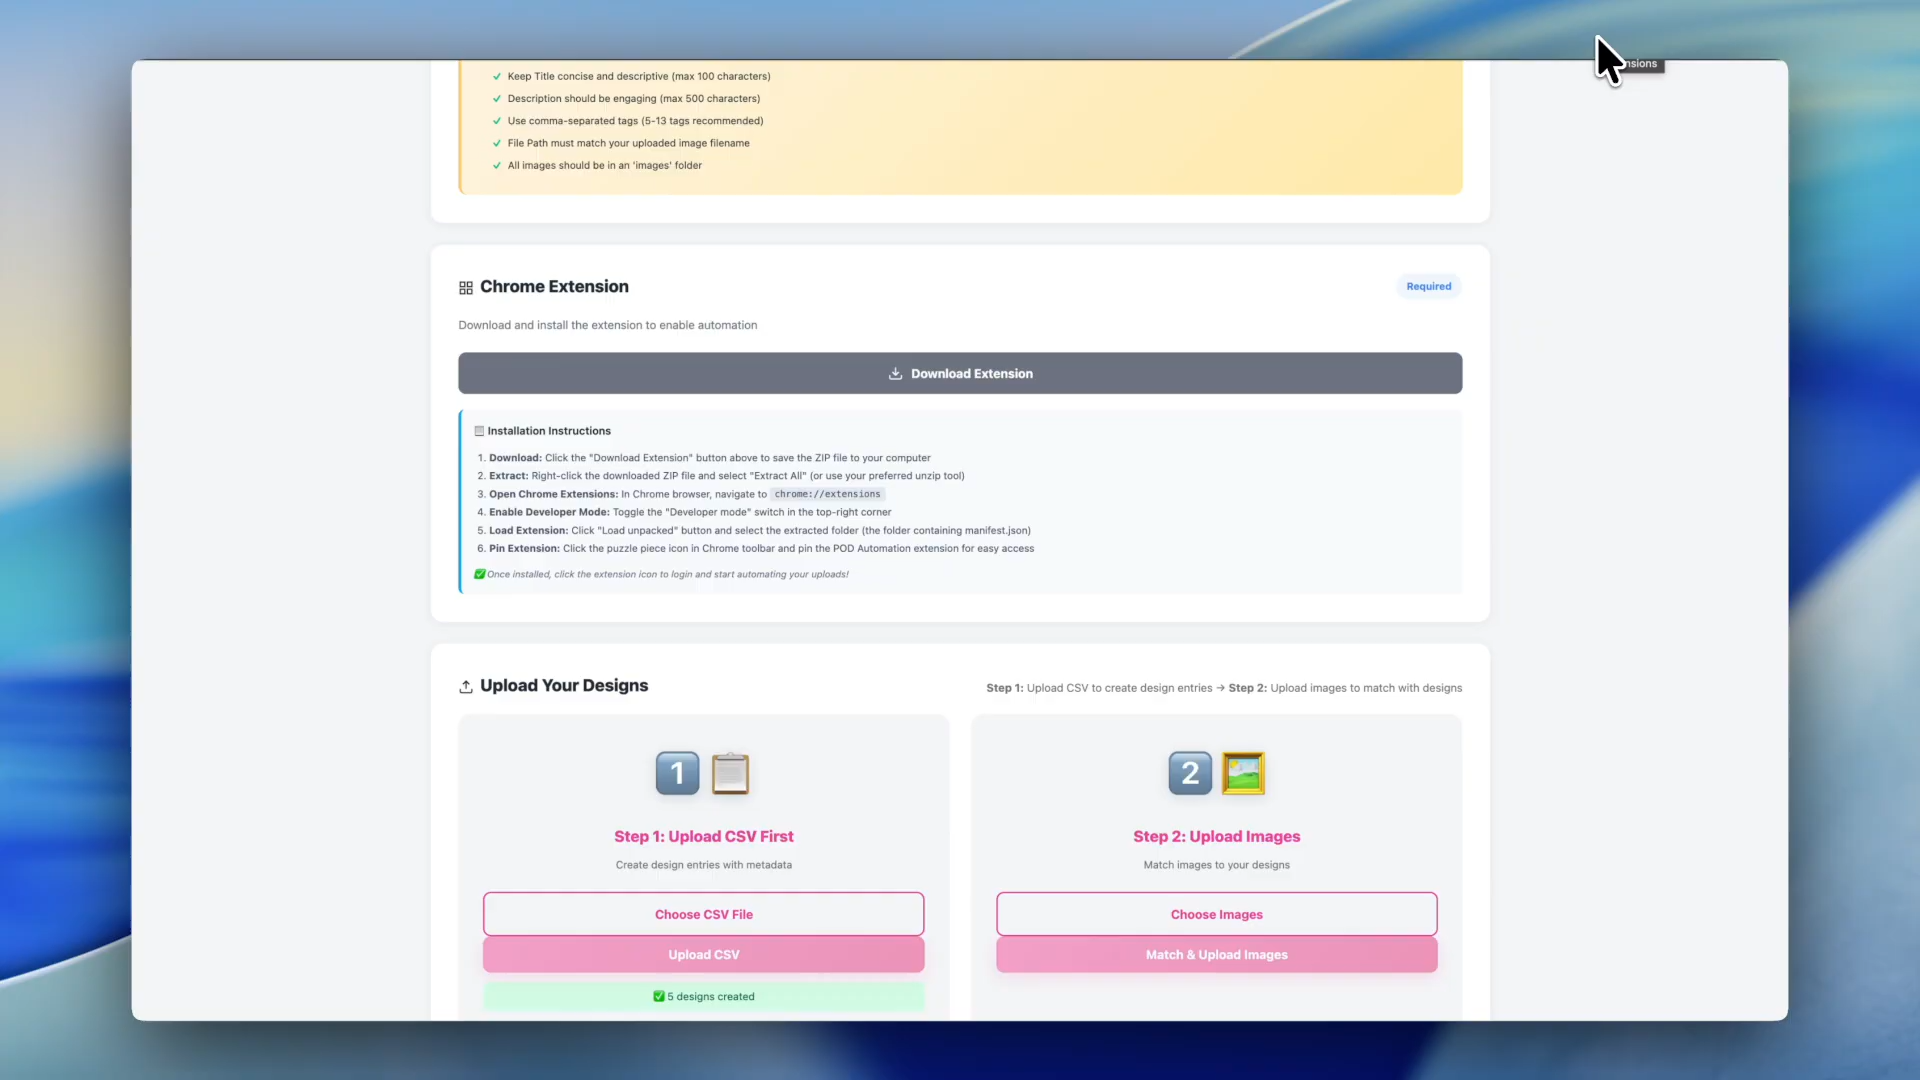 Keep Title concise and descriptive (max 100 characters)
Description should be engaging (max 500 characters)
Use comma-separated tags (5-13 tags recommended)
File Path must match your uploaded image filename
All images should be in an 'images' folder
Chrome Extension
Required
Download and install the extension to enable automation
Download Extension
Installation Instructions
1. Download: Click the "Download Extension" button above to save the ZIP file to your computer
2. Extract: Right-click the downloaded ZIP file and select "Extract All" (or use your preferred unzip tool)
3. Open Chrome Extensions: In Chrome browser, navigate to chrome://extensions
4. Enable Developer Mode: Toggle the "Developer mode" switch in the top-right corner
5. Load Extension: Click "Load unpacked" button and select the extracted folder (the folder containing manifest.json)
6. Pin Extension: Click the puzzle piece icon in Chrome toolbar and pin the POD Automation extension for easy access
✅ Once installed, click the extension icon to login and start automating your uploads!
Upload Your Designs
Step 1: Upload CSV to create design entries → Step 2: Upload images to match with designs
1
Step 1: Upload CSV First
Create design entries with metadata
Choose CSV File
Upload CSV
✅ 5 designs created
2
Step 2: Upload Images
Match images to your designs
Choose Images
Match & Upload Images